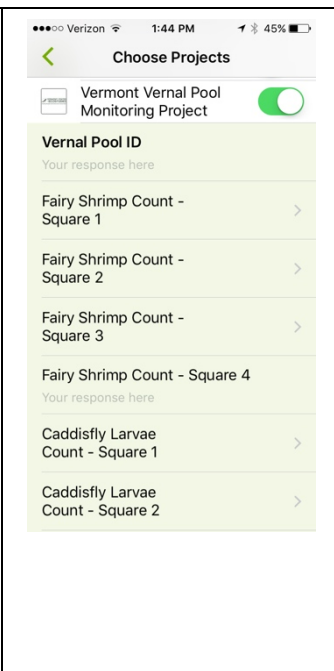 Verizon 1:44 PM 45%
Choose Projects
Vermont Vernal Pool
Monitoring Project
Vernal Pool ID
Your response here
Fairy Shrimp Count -
Square 1
Fairy Shrimp Count -
Square 2
Fairy Shrimp Count -
Square 3
Fairy Shrimp Count - Square 4
Your response here
Caddisfly Larvae
Count - Square 1
Caddisfly Larvae
Count - Square 2